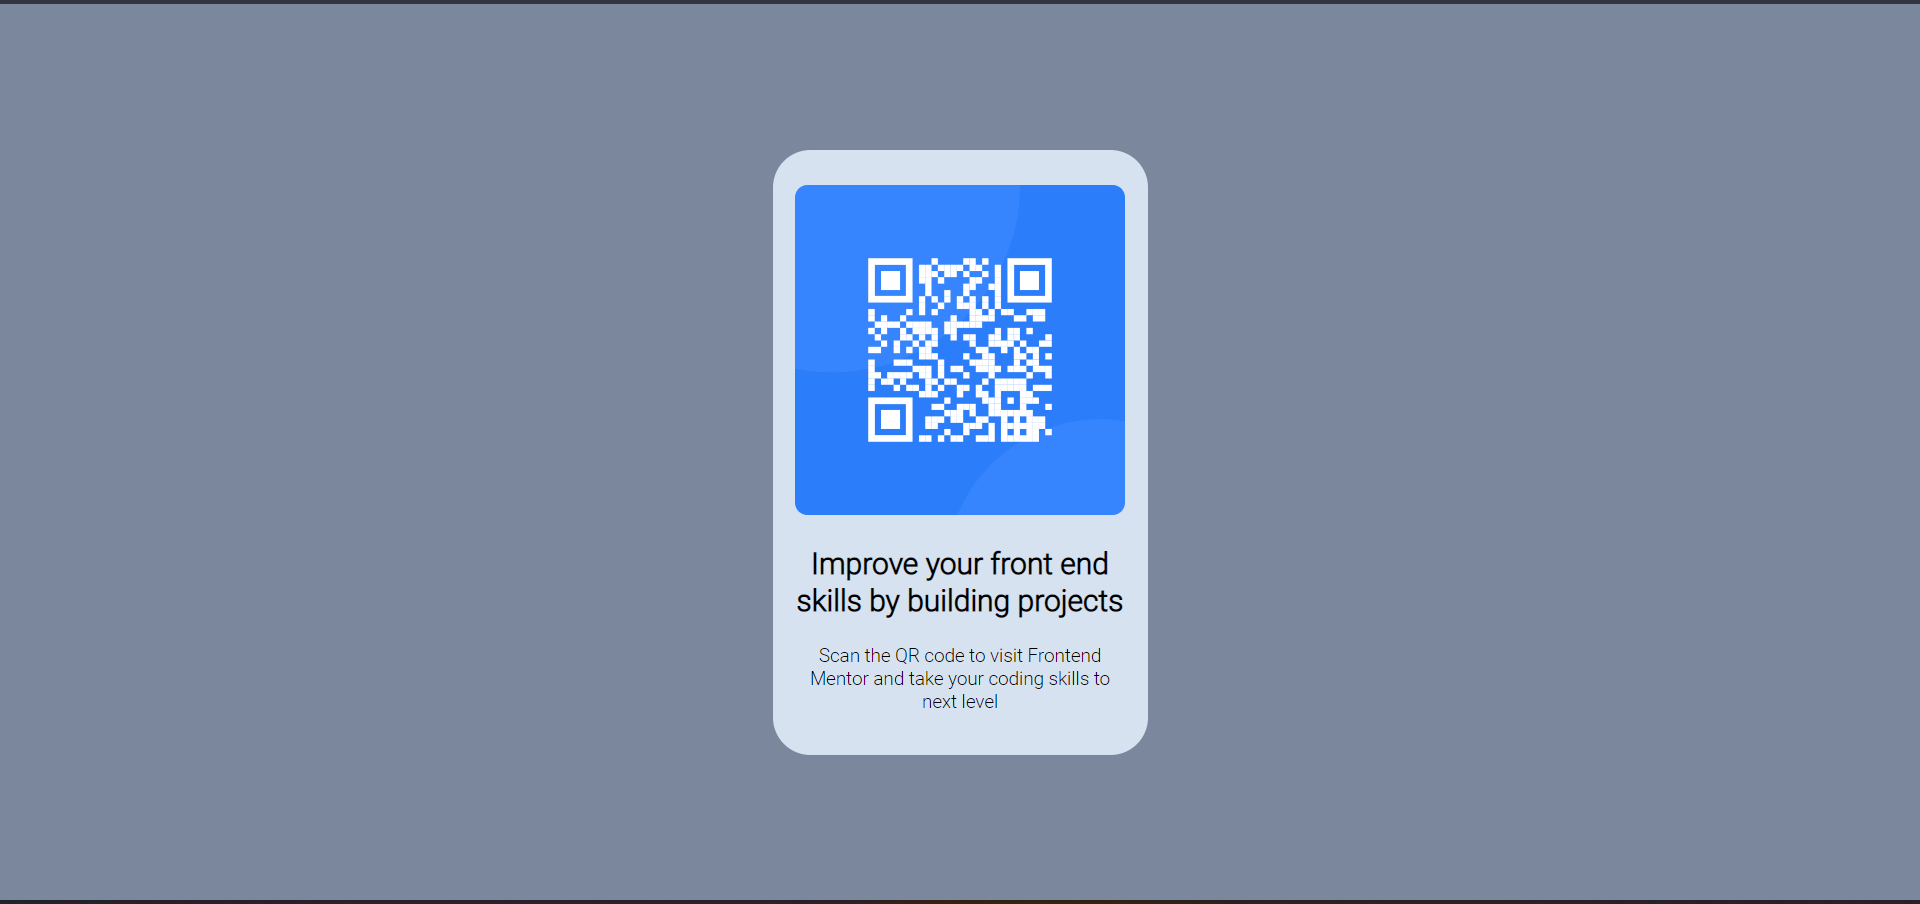 Improve your front end
skills by building projects
Scan the QR code to visit Frontend
Mentor and take your coding skills to
next level